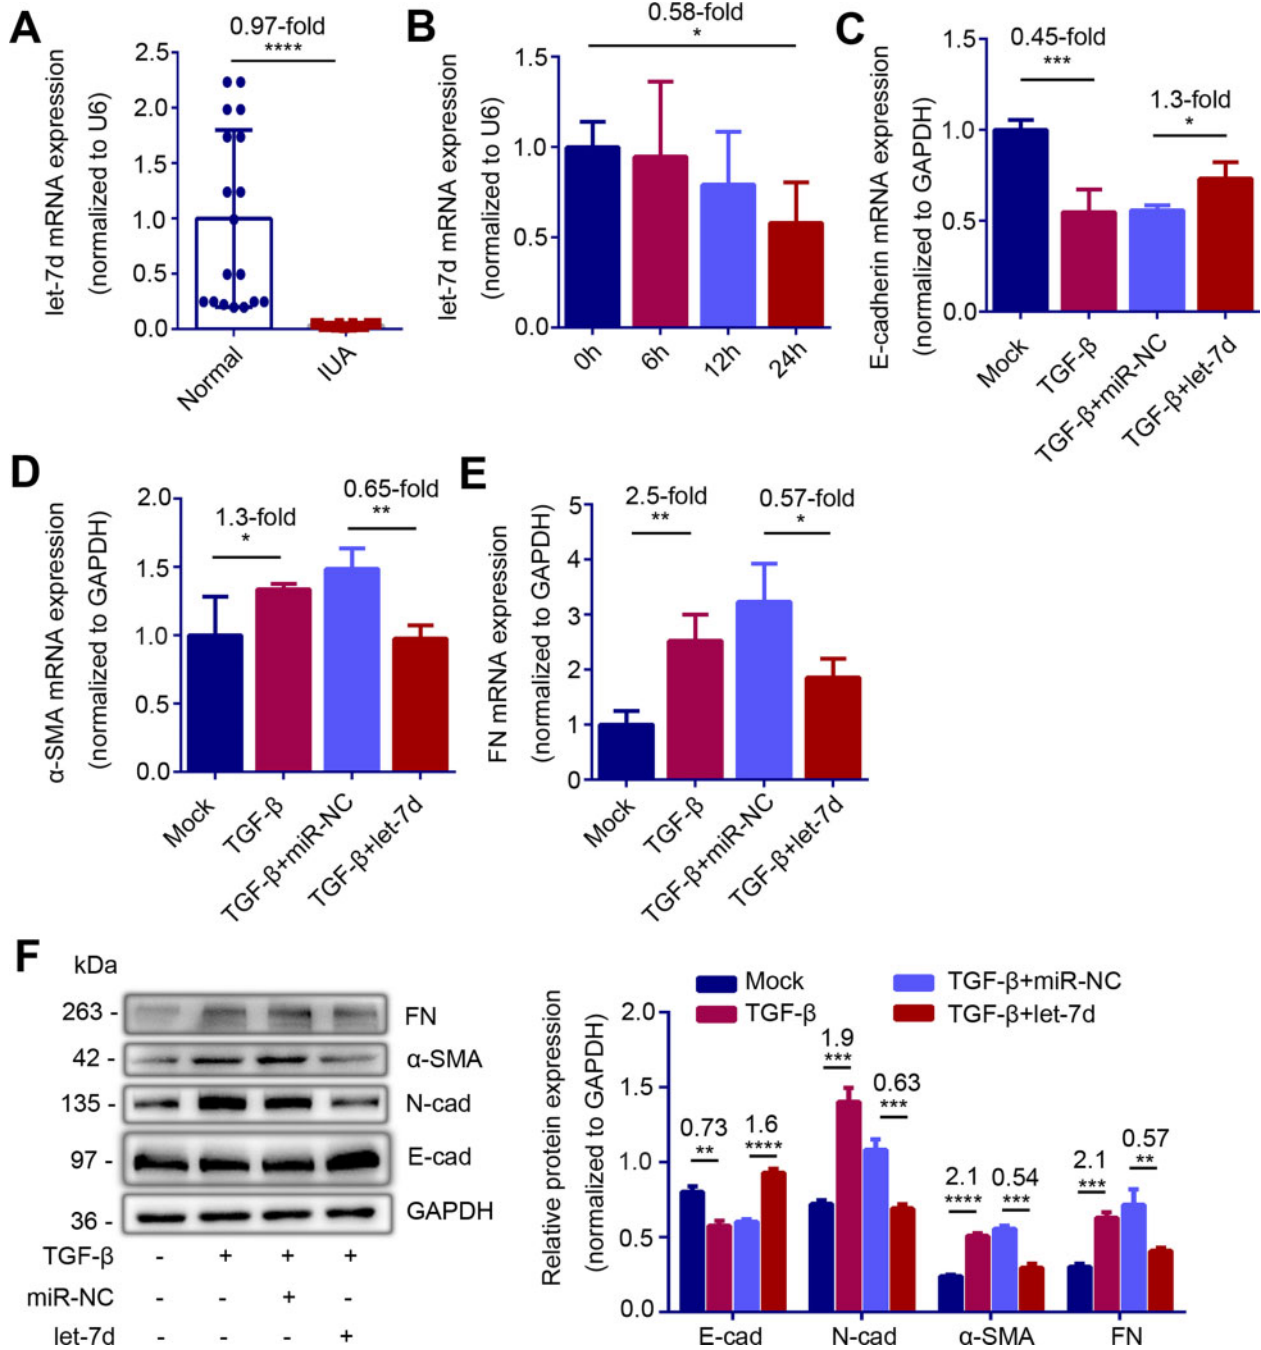 A
0.97-fold
****
let-7d mRNA expression
(normalized to U6)
2.5
2.0
1.5
1.0
0.5
0.0
Normal
IUA
B
0.58-fold
*
let-7d mRNA expression
(normalized to U6)
1.5
1.0
0.5
0.0
0h
6h
12h
24h
C
0.45-fold
***
1.3-fold
*
E-cadherin mRNA expression
(normalized to GAPDH)
1.5
1.0
0.5
0.0
Mock
TGF-β
TGF-β+miR-NC
TGF-β+let-7d
D
1.3-fold
*
0.65-fold
**
α-SMA mRNA expression
(normalized to GAPDH)
2.0
1.5
1.0
0.5
0.0
Mock
TGF-β
TGF-β+miR-NC
TGF-β+let-7d
E
2.5-fold
**
0.57-fold
*
FN mRNA expression
(normalized to GAPDH)
5
4
3
2
1
0
Mock
TGF-β
TGF-β+miR-NC
TGF-β+let-7d
F
kDa
263 - FN
42 - α-SMA
135 - N-cad
97 - E-cad
36 - GAPDH
TGF-β - + + +
miR-NC - - + -
let-7d - - - +
Mock
TGF-β
TGF-β+miR-NC
TGF-β+let-7d
Relative protein expression
(normalized to GAPDH)
2.0
1.5
1.0
0.5
0.0
0.73
**
1.6
****
1.9
***
0.63
***
2.1
****
0.54
***
2.1
***
0.57
**
E-cad
N-cad
α-SMA
FN